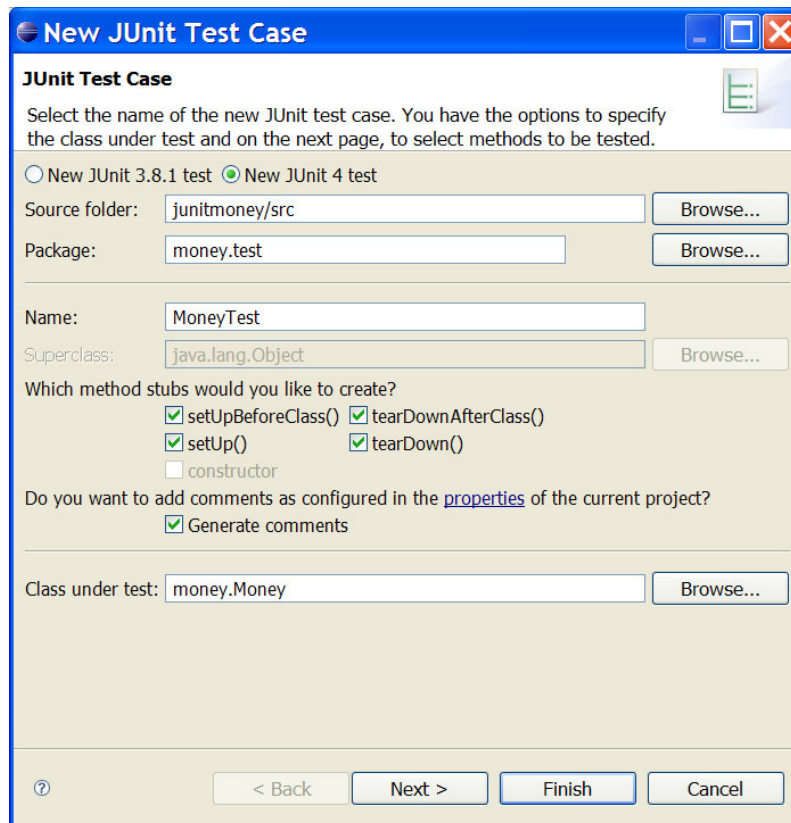 New JUnit Test Case
JUnit Test Case
Select the name of the new JUnit test case. You have the options to specify
the class under test and on the next page, to select methods to be tested.
New JUnit 3.8.1 test New JUnit 4 test
Source folder: junitmoney/src Browse...
Package: money.test Browse...
Name: MoneyTest
Superclass: java.lang.Object Browse...
Which method stubs would you like to create?
setUpBeforeClass() tearDownAfterClass()
setUp() tearDown()
constructor
Do you want to add comments as configured in the properties of the current project?
Generate comments
Class under test: money.Money Browse...
? < Back Next > Finish Cancel